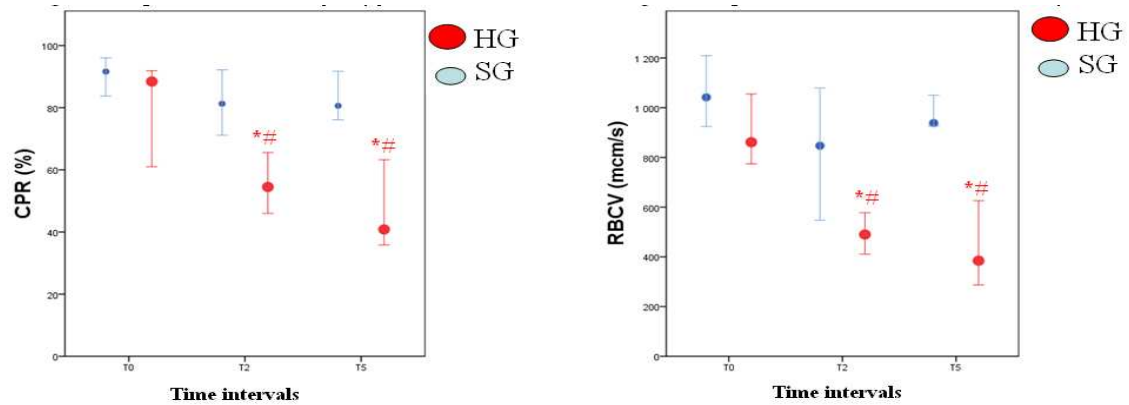 HG
SG
100
80
60
40
20
0
CPR (%)
*#
*#
T0
T2
T5
Time intervals
HG
SG
1 200
1 000
800
600
400
200
0
RBCV (mcm/s)
*#
*#
T0
T2
T5
Time intervals